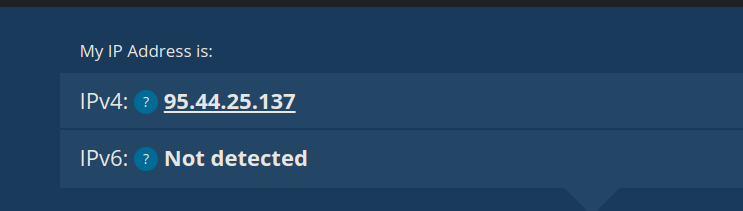 My IP Address is:
IPv4: ? 95.44.25.137
IPv6: ? Not detected